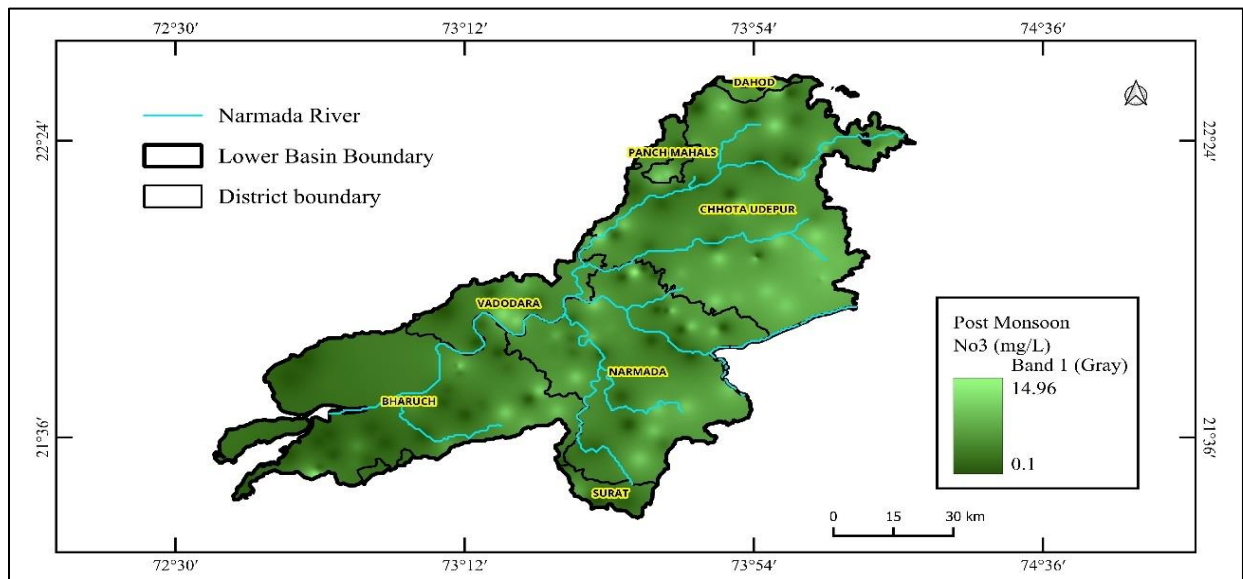 72°30′ 73°12′ 73°54′ 74°36′
DAHOD
Narmada River
22°24′ 22°24′
Lower Basin Boundary
PANCH MAHALS
District boundary
CHHOTA UDEPUR
VADODARA
Post Monsoon
No3 (mg/L)
Band 1 (Gray)
14.96
NARMADA
BHARUCH
21°36′ 21°36′
0.1
SURAT
0 15 30 km
72°30′ 73°12′ 73°54′ 74°36′